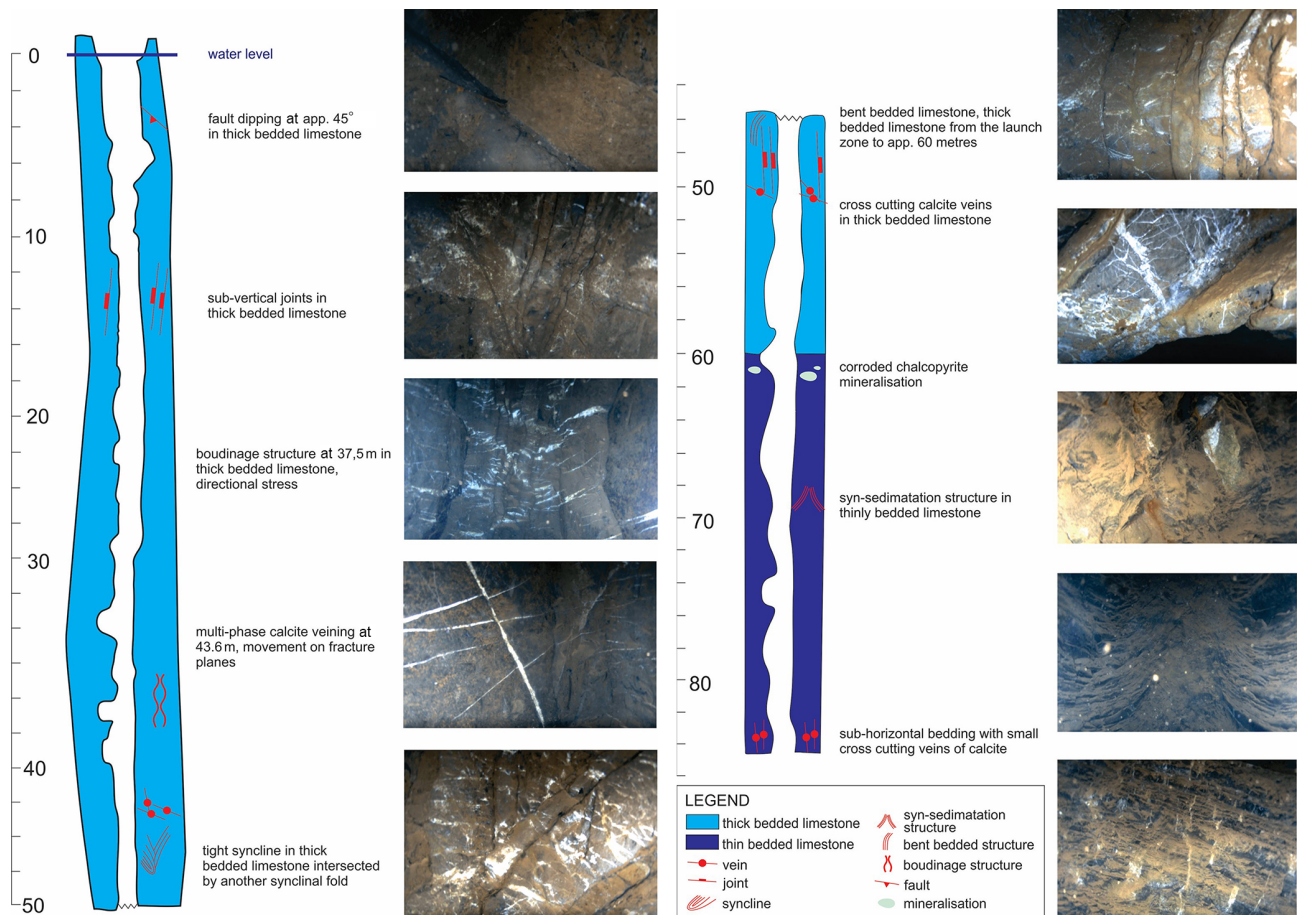 0
water level
fault dipping at app. 45°
in thick bedded limestone
10
sub-vertical joints in
thick bedded limestone
20
boudinage structure at 37,5 m in
thick bedded limestone,
directional stress
30
multi-phase calcite veining at
43.6 m, movement on fracture
planes
40
tight syncline in thick
bedded limestone intersected
by another synclinal fold
50
bent bedded limestone, thick
bedded limestone from the launch
zone to app. 60 metres
50
cross cutting calcite veins
in thick bedded limestone
60
corroded chalcopyrite
mineralisation
syn-sedimatation structure in
thinly bedded limestone
70
80
sub-horizontal bedding with small
cross cutting veins of calcite
LEGEND
thick bedded limestone
thin bedded limestone
vein
joint
syncline
syn-sedimatation
structure
bent bedded structure
boudinage structure
fault
mineralisation